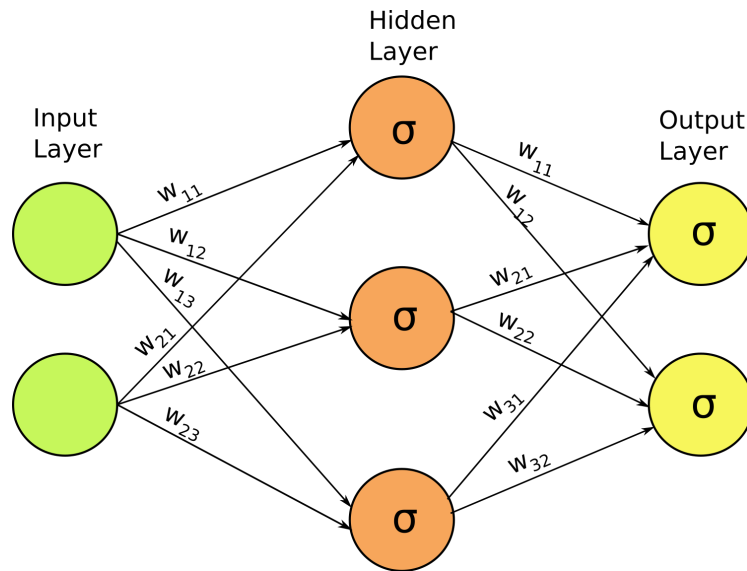 Hidden
Layer
Input
Layer
Output
Layer
σ
σ
σ
σ
σ
w₁₁
w₁₂
w₁₃
w₂₁
w₂₂
w₂₃
w₁₁
w₁₂
w₂₁
w₂₂
w₃₁
w₃₂